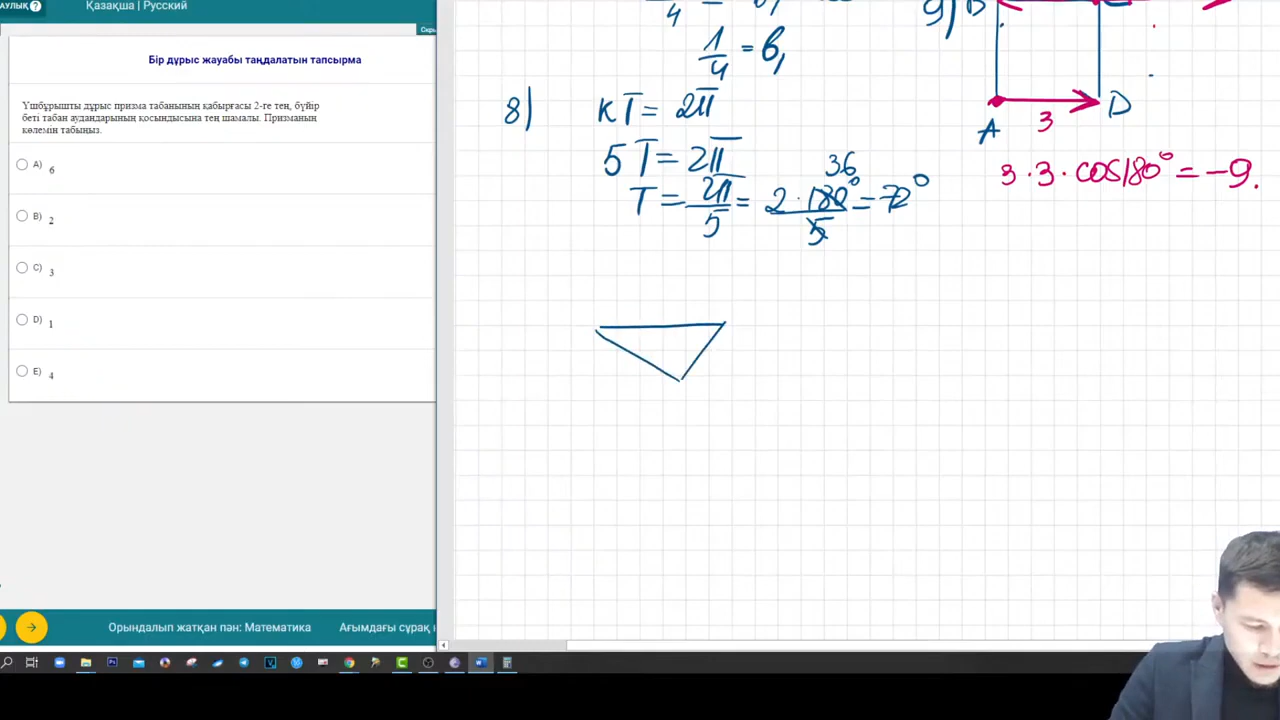 АУЛЫҚ ?
Қазақша | Русский
Бір дұрыс жауабы таңдалатын тапсырма
Үшбұрышты дұрыс призма табанының қабырғасы 2-ге тең, бүйір
беті табан аудандарының қосындысына тең шамалы. Призманың
көлемін табыңыз.
A) 6
B) 2
C) 3
D) 1
E) 4
Орындалып жатқан пән: Математика
Ағымдағы сұрақ
1/4 = b,
8) KT = 2π
5T = 2π
T = 2π/5 = 2 · 180°/5 = 72°
36
9)
A 3 D
3 · 3 · cos180° = -9.